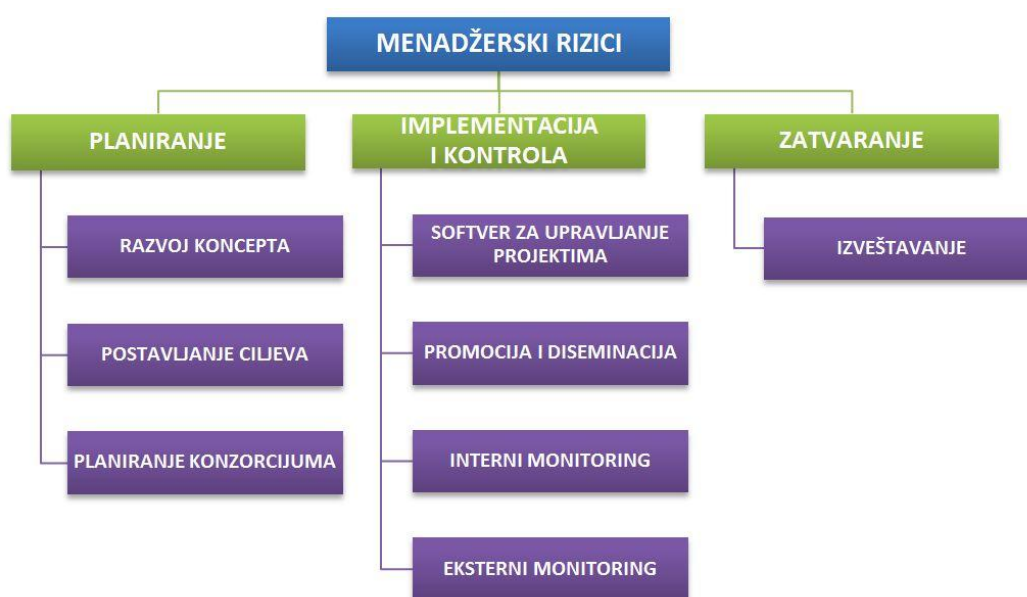 MENADŽERSKI RIZICI
PLANIRANJE
RAZVOJ KONCEPTA
POSTAVLJANJE CILJEVA
PLANIRANJE KONZORCIJUMA
IMPLEMENTACIJA
I KONTROLA
SOFTVER ZA UPRAVLJANJE
PROJEKTIMA
PROMOCIJA I DISEMINACIJA
INTERNI MONITORING
EKSTERNI MONITORING
ZATVARANJE
IZVEŠTAVANJE